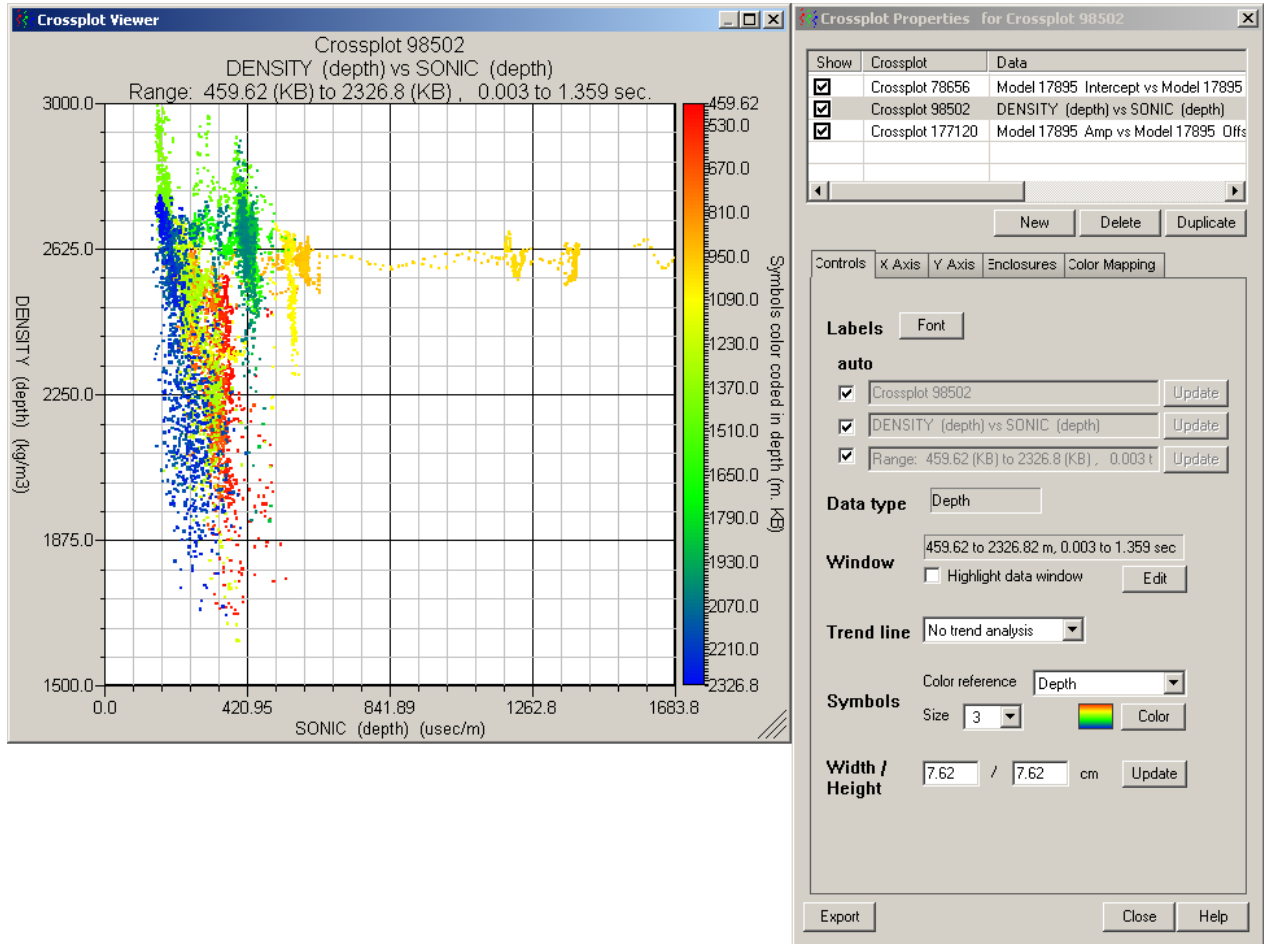 Crossplot Viewer
Crossplot 98502
DENSITY (depth) vs SONIC (depth)
Range: 459.62 (KB) to 2326.8 (KB) , 0.003 to 1.359 sec.
3000.0
2625.0
2250.0
1875.0
1500.0
DENSITY (depth) (kg/m3)
0.0
420.95
841.89
1262.8
1683.8
SONIC (depth) (usec/m)
459.62
530.0
670.0
810.0
950.0
1090.0
1230.0
1370.0
1510.0
1650.0
1790.0
1930.0
2070.0
2210.0
2326.8
Symbols color coded in depth (m. KB)
Crossplot Properties for Crossplot 98502
Show Crossplot Data
Crossplot 78656 Model 17895 Intercept vs Model 17895
Crossplot 98502 DENSITY (depth) vs SONIC (depth)
Crossplot 177120 Model 17895 Amp vs Model 17895 Offs
New Delete Duplicate
Controls X Axis Y Axis Enclosures Color Mapping
Labels Font
auto
Crossplot 98502 Update
DENSITY (depth) vs SONIC (depth) Update
Range: 459.62 (KB) to 2326.8 (KB) , 0.003 t Update
Data type Depth
Window 459.62 to 2326.82 m, 0.003 to 1.359 sec
Highlight data window Edit
Trend line No trend analysis
Symbols Color reference Depth
Size 3 Color
Width / Height 7.62 / 7.62 cm Update
Export Close Help